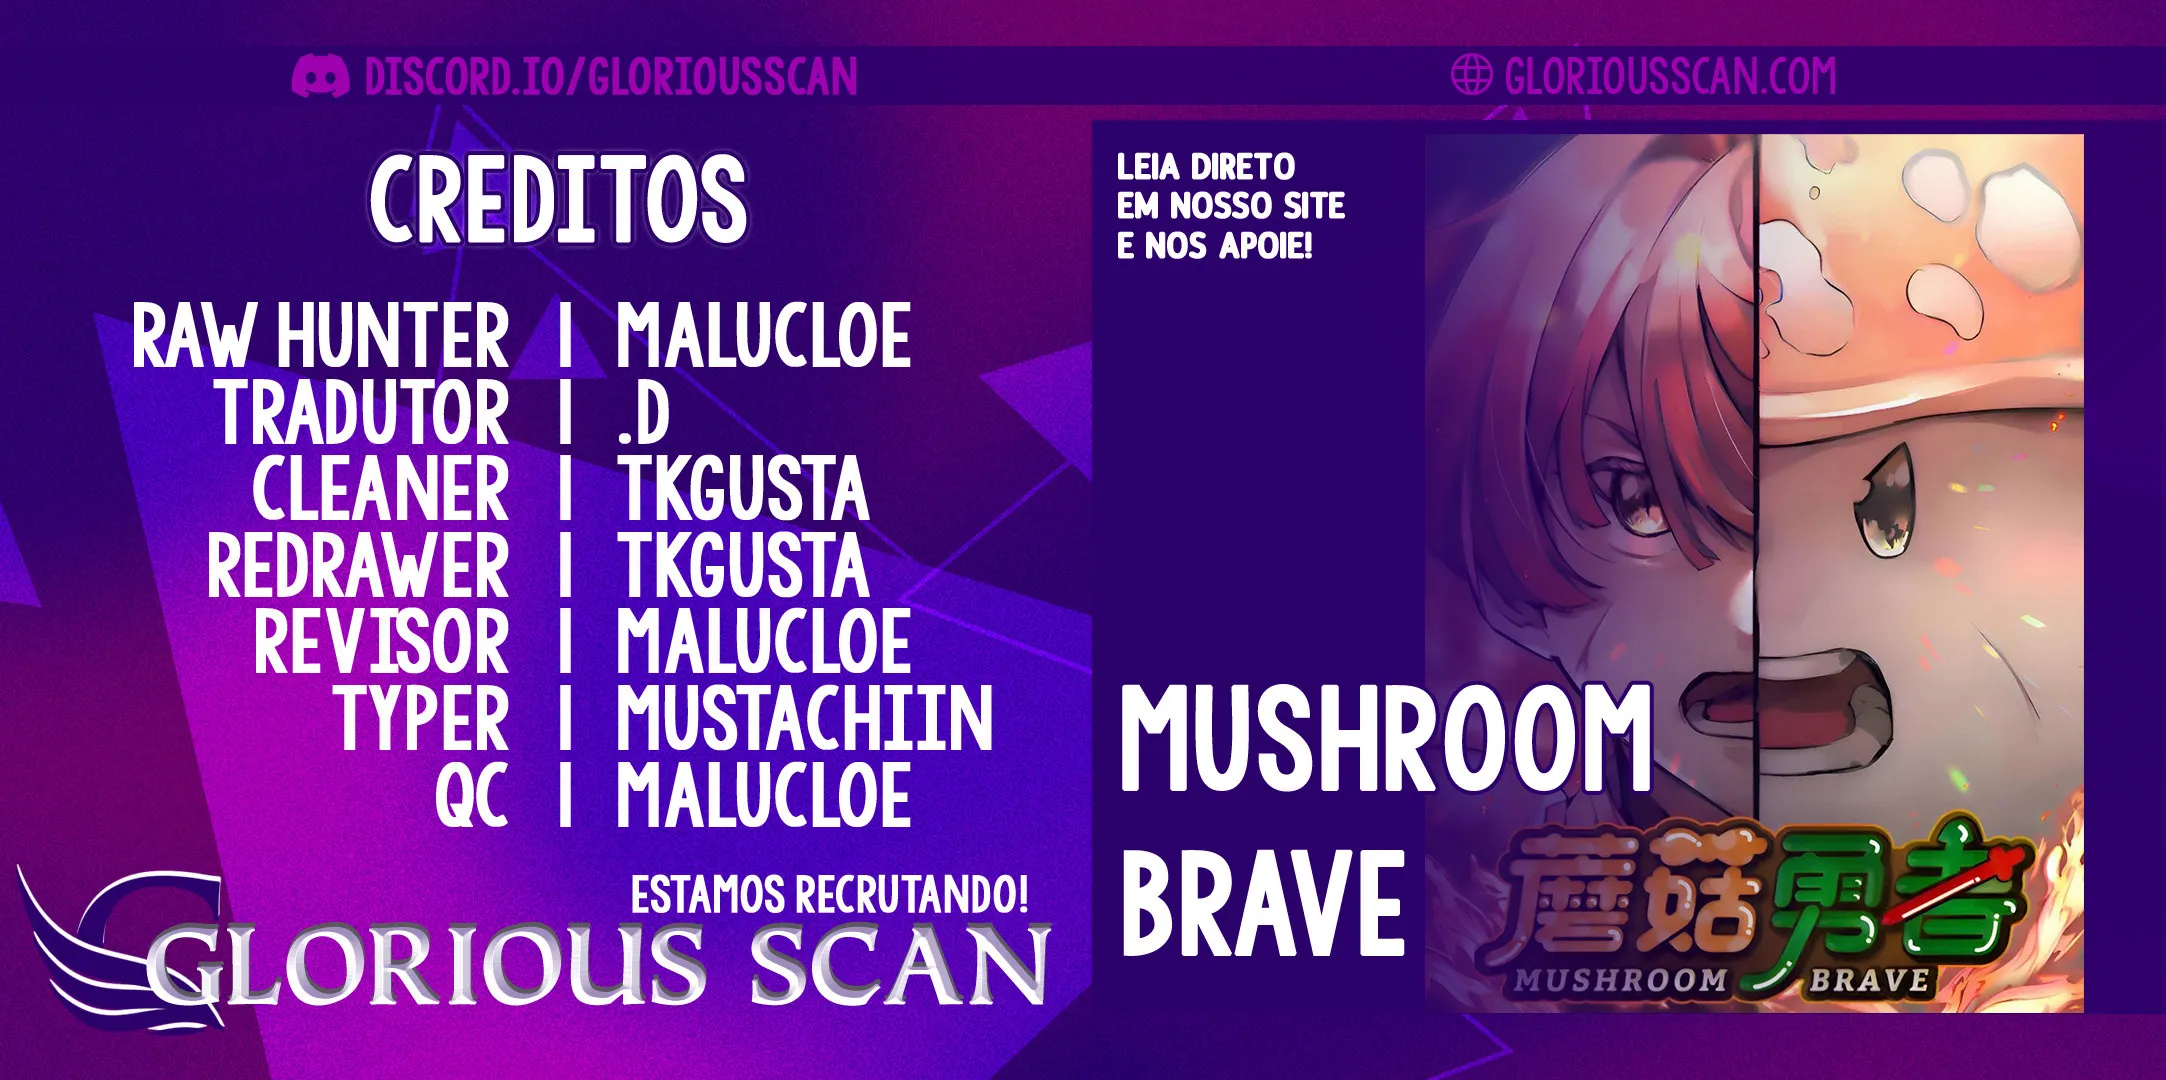 DISCORD.IO/GLORIOUSSCAN
GLORIOUSSCAN.COM
CREDITOS
RAW HUNTER | MALUCLOE
TRADUTOR | .D
CLEANER | TKGUSTA
REDRAWER | TKGUSTA
REVISOR | MALUCLOE
TYPER | MUSTACHIIN
QC | MALUCLOE
ESTAMOS RECRUTANDO!
GLORIOUS SCAN
LEIA DIRETO
EM NOSSO SITE
E NOS APOIE!
MUSHROOM
BRAVE
蘑菇勇者
MUSHROOM BRAVE